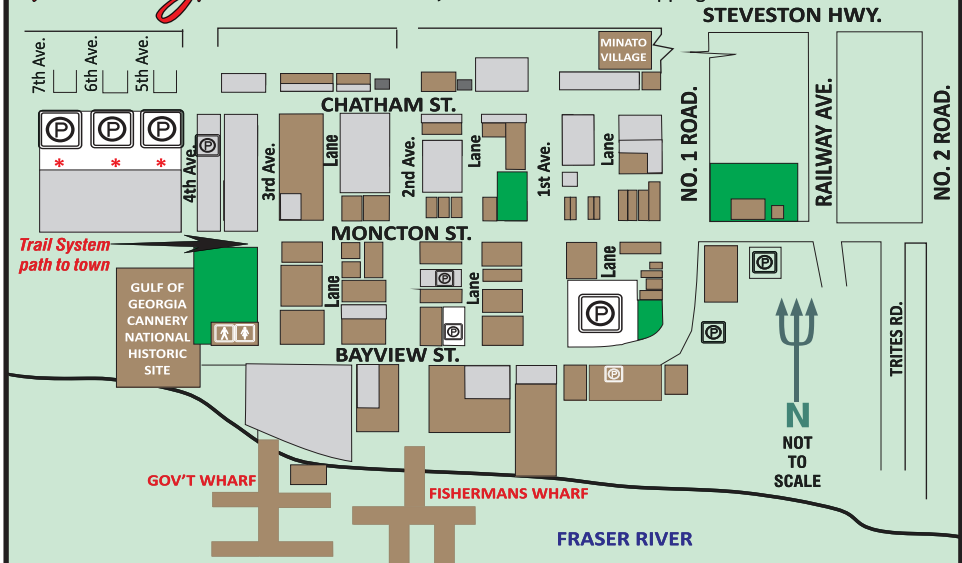 STEVESTON HWY.
MINATO
VILLAGE
7th Ave.
6th Ave.
5th Ave.
CHATHAM ST.
P
P
P
* * *
P
4th Ave.
3rd Ave.
Lane
2nd Ave.
Lane
1st Ave.
Lane
NO. 1 ROAD.
RAILWAY AVE.
NO. 2 ROAD.
MONCTON ST.
Trail System
path to town
GULF OF
GEORGIA
CANNERY
NATIONAL
HISTORIC
SITE
Lane
P
Lane
P
Lane
P
P
P
TRITES RD.
BAYVIEW ST.
P
N
NOT
TO
SCALE
GOV'T WHARF
FISHERMANS WHARF
FRASER RIVER